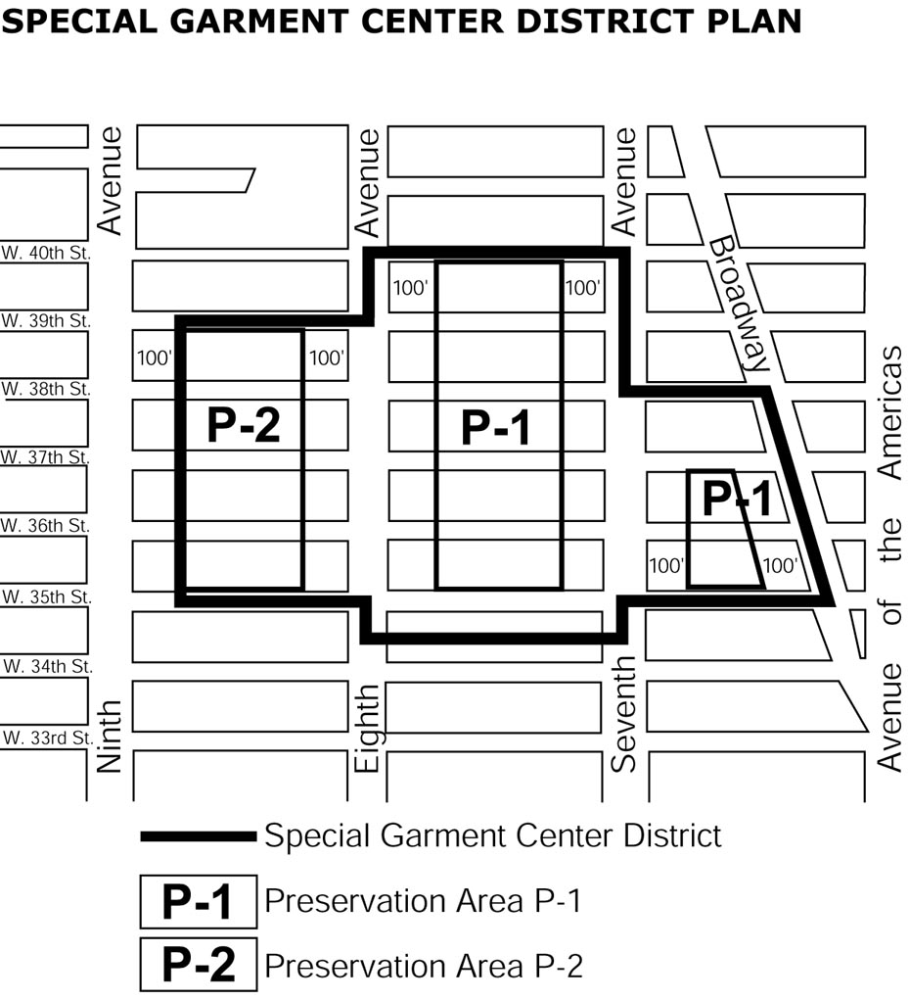 SPECIAL GARMENT CENTER DISTRICT PLAN
Avenue
Avenue
Avenue
W. 40th St.
Broadway
100'
100'
W. 39th St.
100'
100'
W. 38th St.
P-2
P-1
W. 37th St.
P-1
W. 36th St.
100'
100'
W. 35th St.
W. 34th St.
W. 33rd St.
Ninth
Eighth
Seventh
Avenue of the Americas
Special Garment Center District
P-1 Preservation Area P-1
P-2 Preservation Area P-2